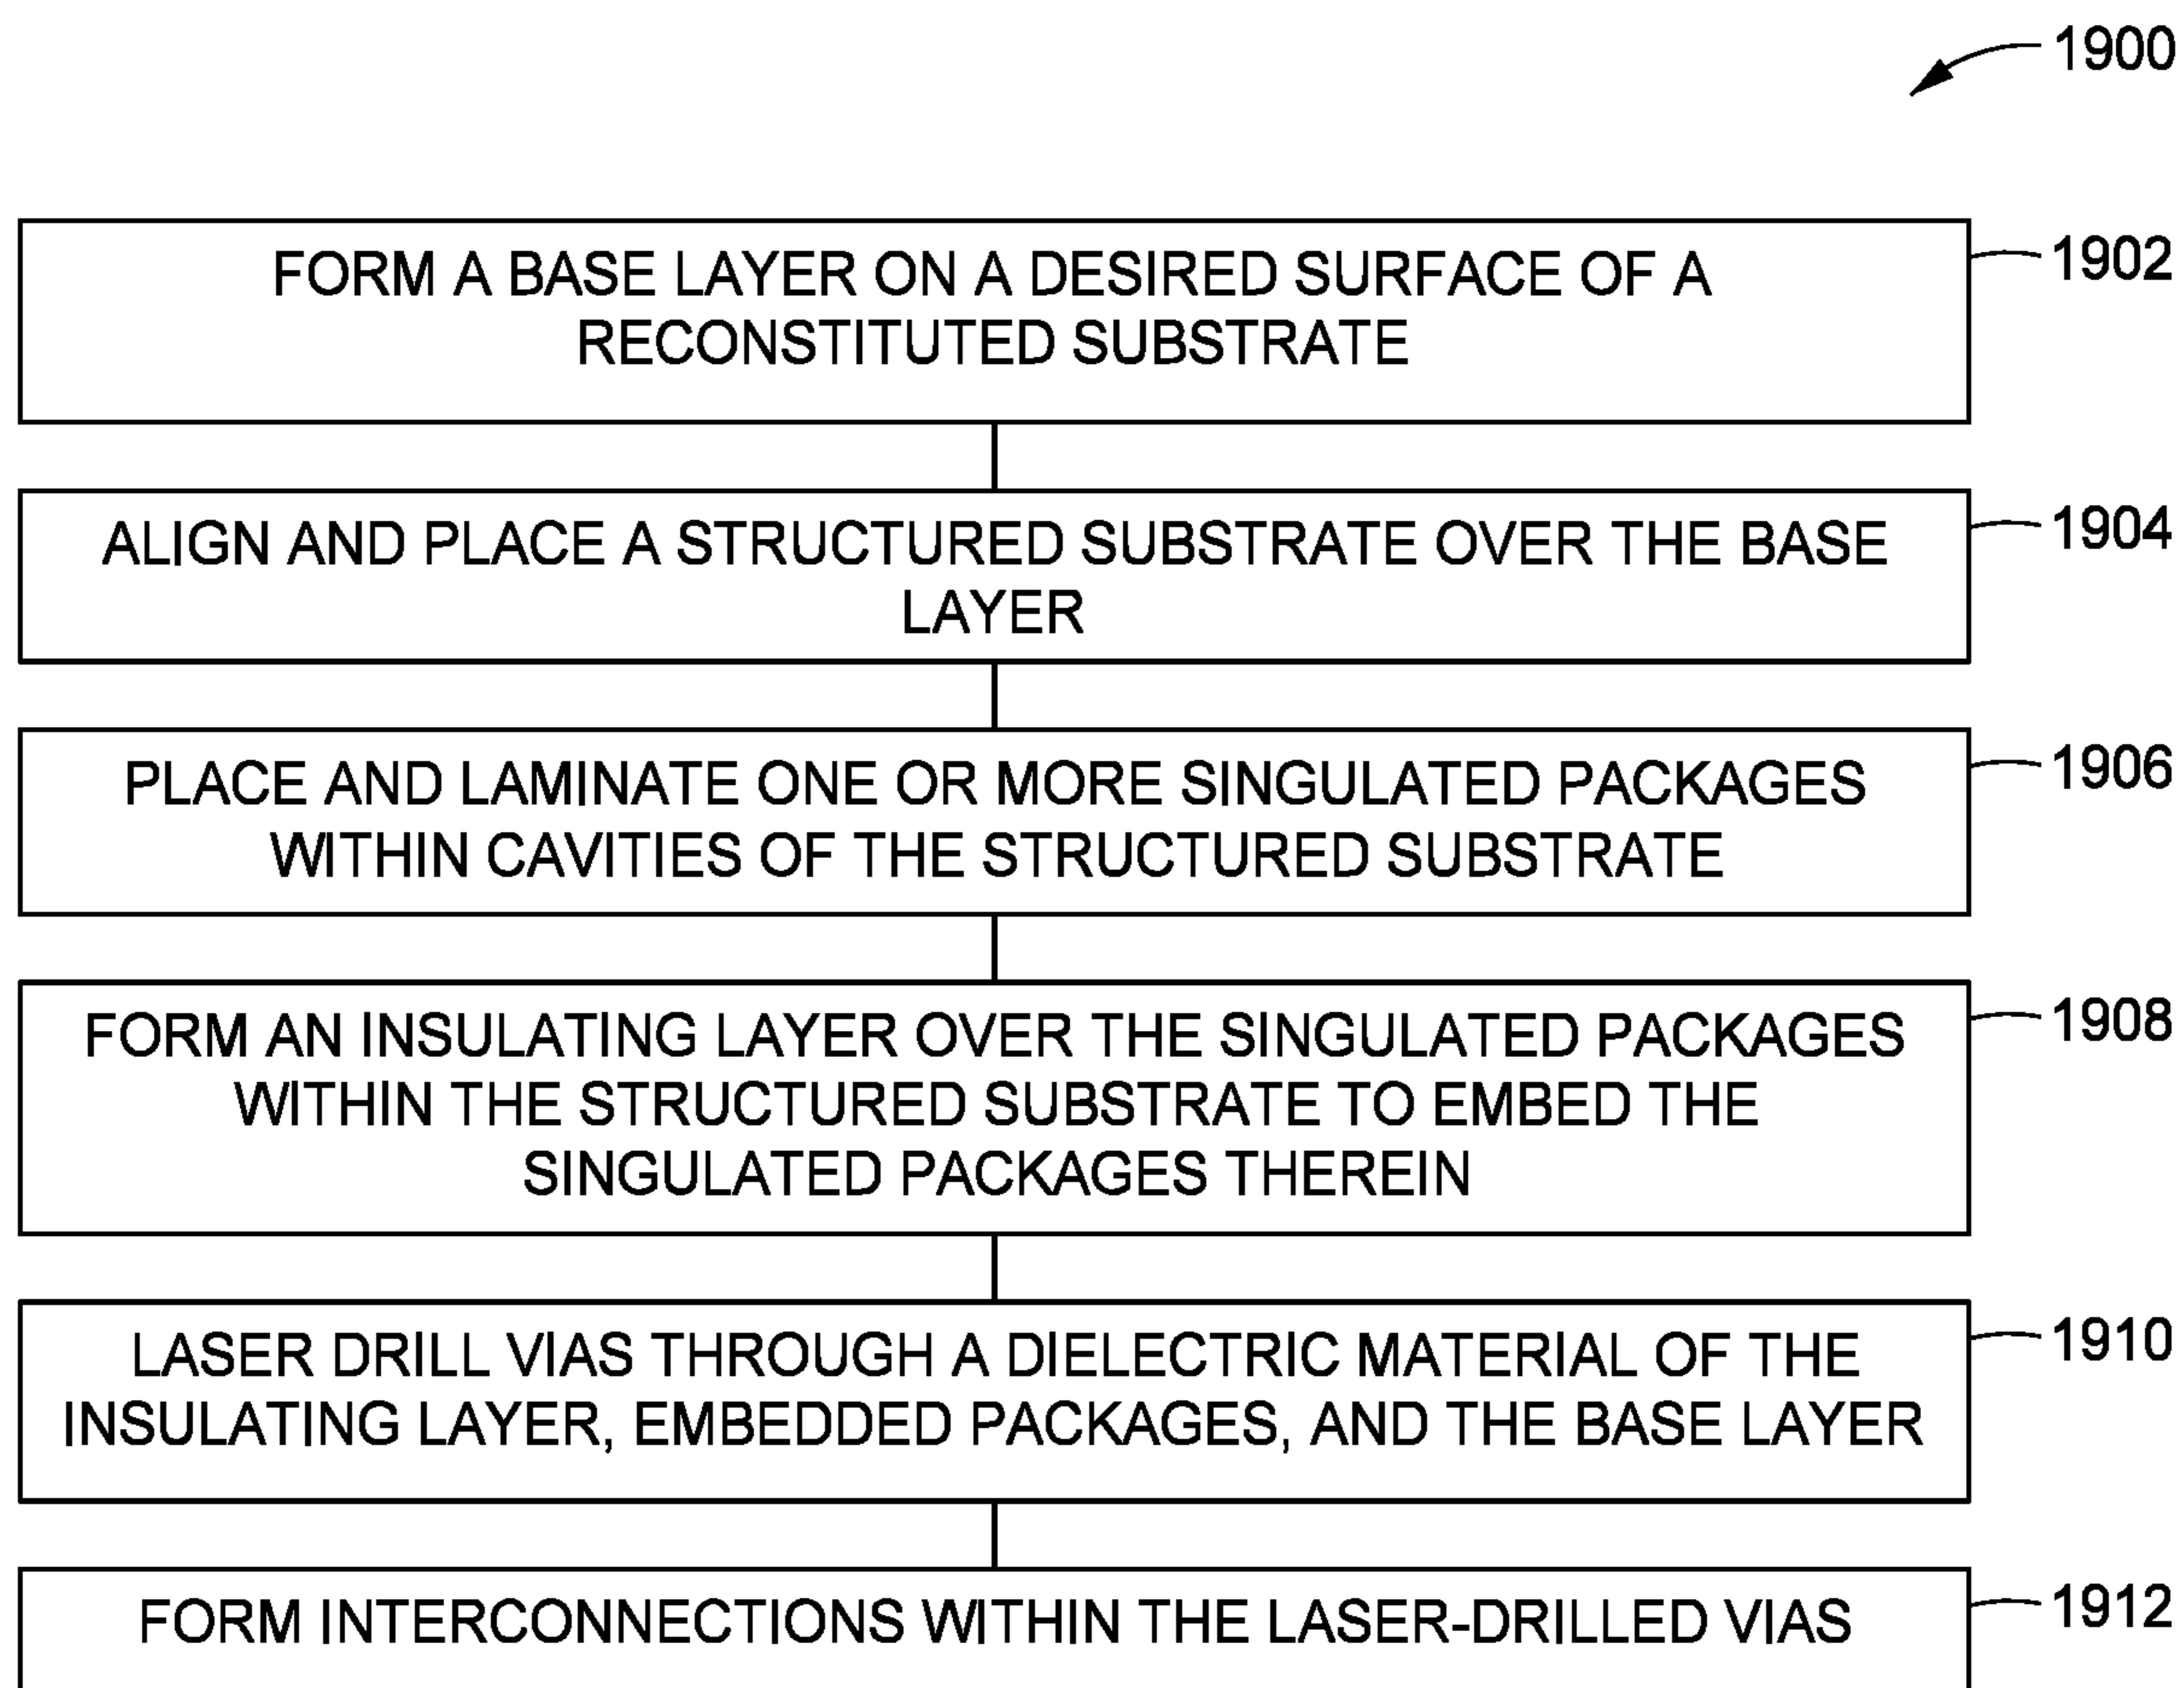 1900
FORM A BASE LAYER ON A DESIRED SURFACE OF A
RECONSTITUTED SUBSTRATE
1902
ALIGN AND PLACE A STRUCTURED SUBSTRATE OVER THE BASE
LAYER
1904
PLACE AND LAMINATE ONE OR MORE SINGULATED PACKAGES
WITHIN CAVITIES OF THE STRUCTURED SUBSTRATE
1906
FORM AN INSULATING LAYER OVER THE SINGULATED PACKAGES
WITHIN THE STRUCTURED SUBSTRATE TO EMBED THE
SINGULATED PACKAGES THEREIN
1908
LASER DRILL VIAS THROUGH A DIELECTRIC MATERIAL OF THE
INSULATING LAYER, EMBEDDED PACKAGES, AND THE BASE LAYER
1910
FORM INTERCONNECTIONS WITHIN THE LASER-DRILLED VIAS
1912